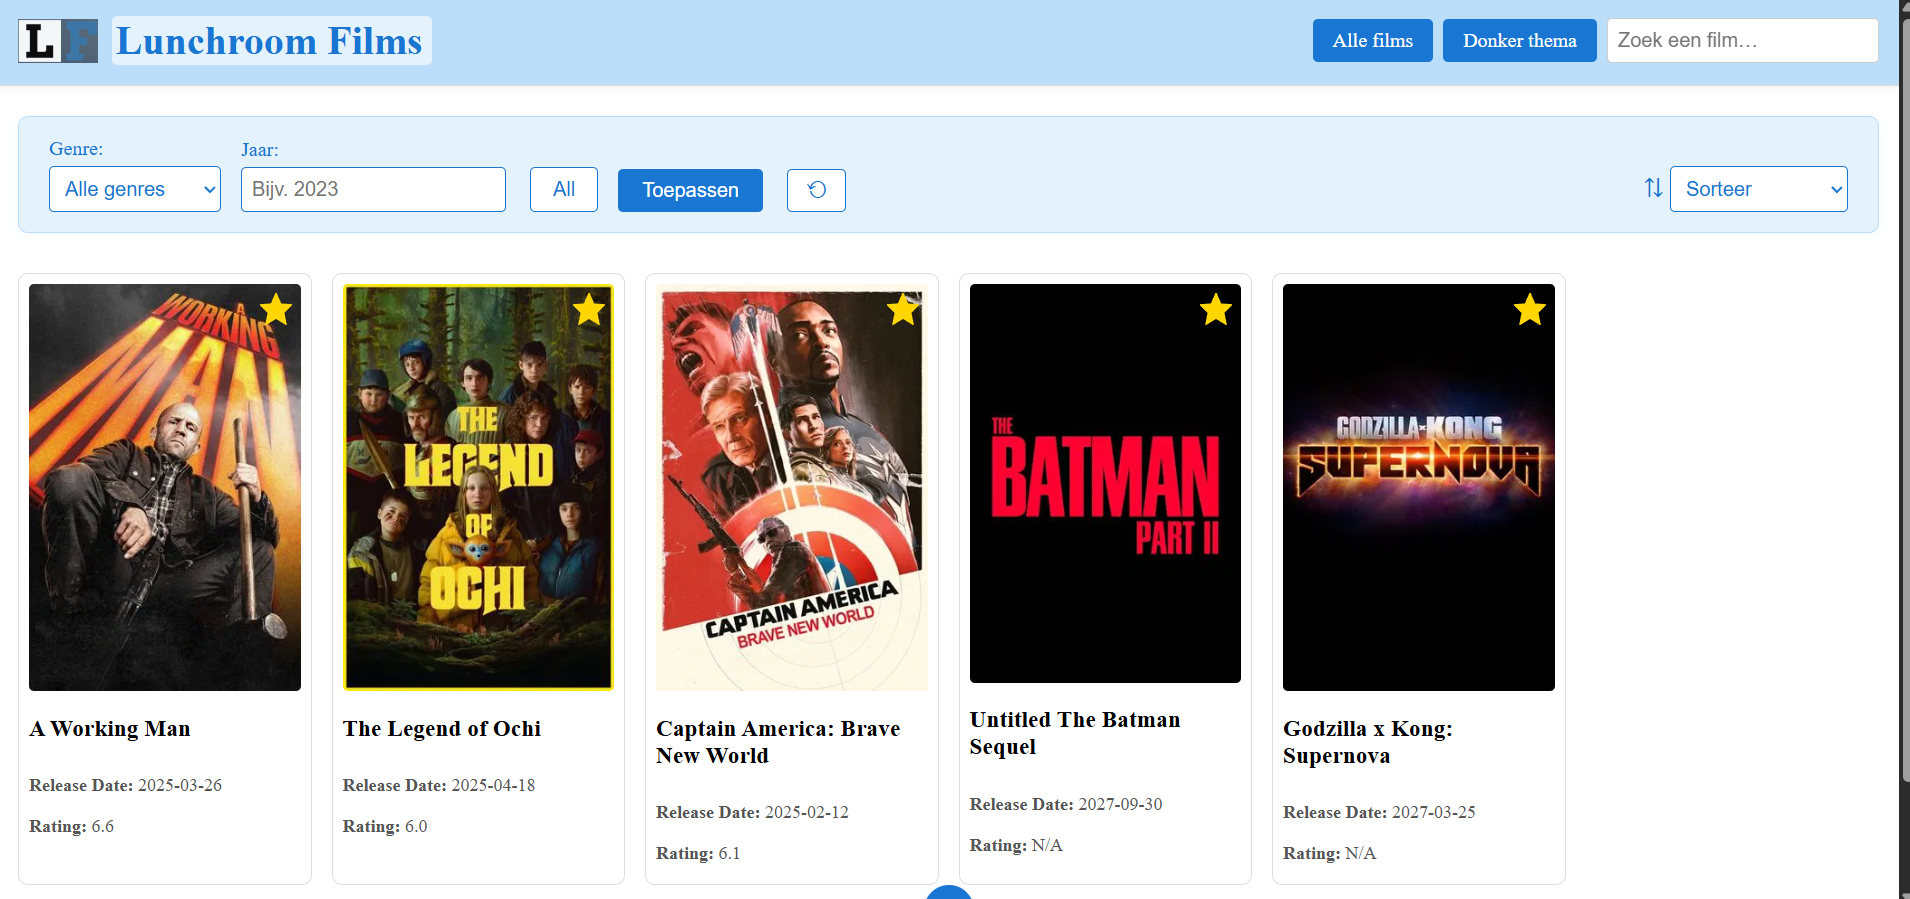 LF
Lunchroom Films
Alle films
Donker thema
Zoek een film...
Genre:
Jaar:
Alle genres
Bijv. 2023
All
Toepassen
Sorteer
A
WORKING
MAN
THE
LEGEND
OF
OCHI
CAPTAIN AMERICA
BRAVE NEW WORLD
THE
BATMAN
PART II
GODZILLA x KONG
SUPERNOVA
A Working Man
Release Date: 2025-03-26
Rating: 6.6
The Legend of Ochi
Release Date: 2025-04-18
Rating: 6.0
Captain America: Brave
New World
Release Date: 2025-02-12
Rating: 6.1
Untitled The Batman
Sequel
Release Date: 2027-09-30
Rating: N/A
Godzilla x Kong:
Supernova
Release Date: 2027-03-25
Rating: N/A